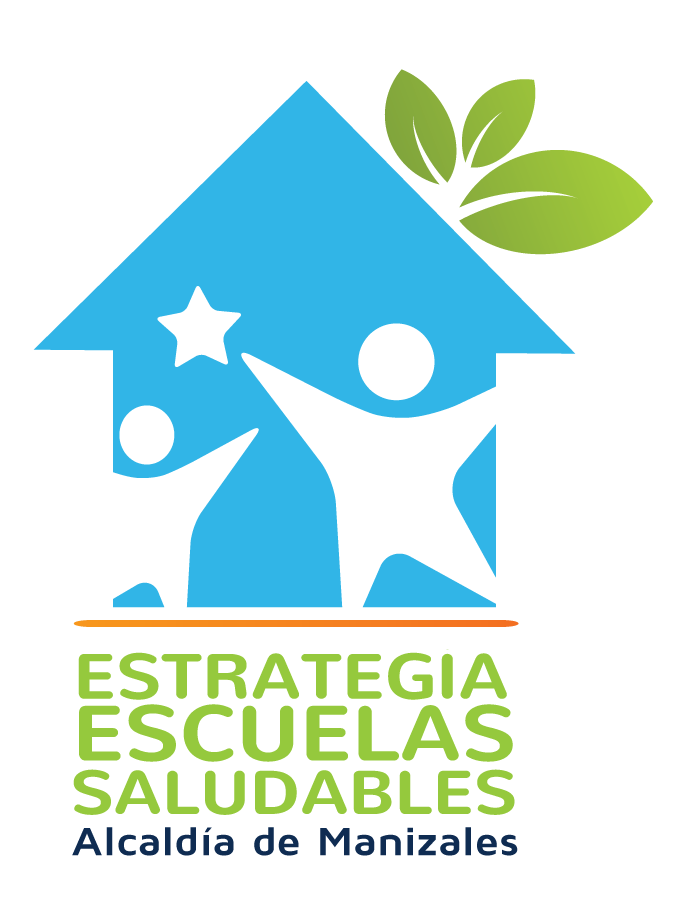 ESTRATEGIA
ESCUELAS
SALUDABLES
Alcaldía de Manizales